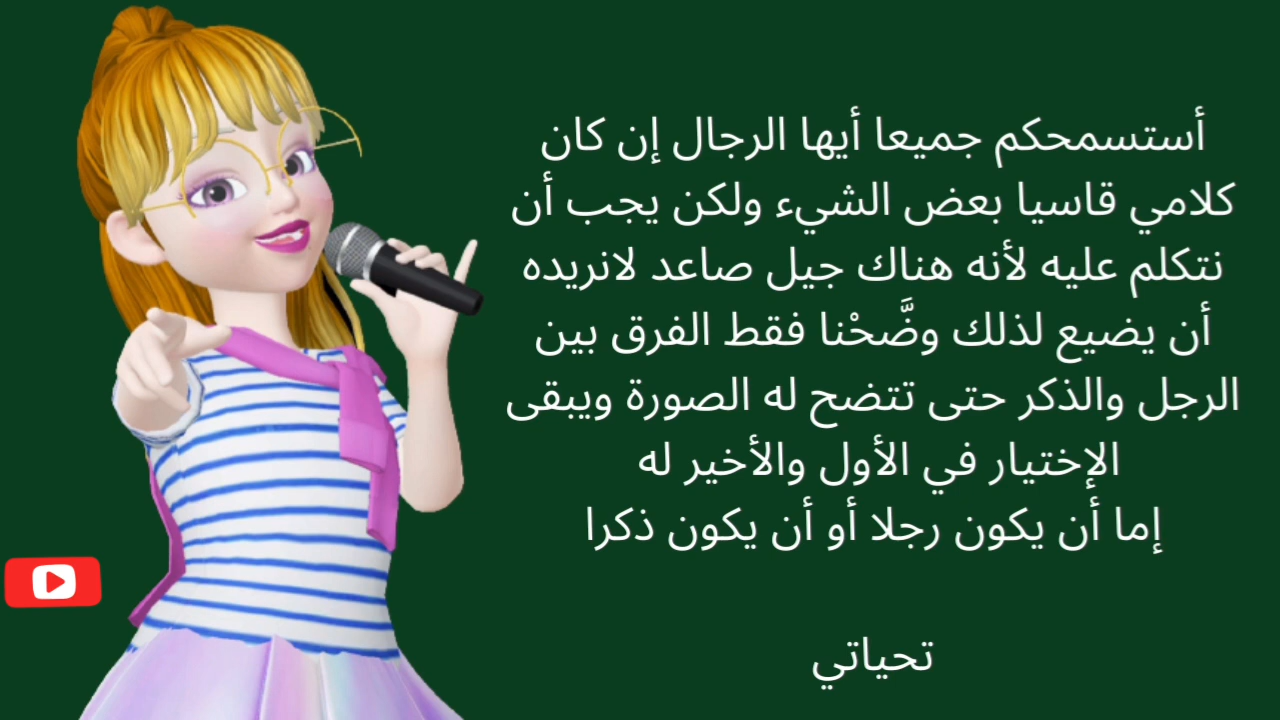 أستسمحكم جميعا أيها الرجال إن كان
كلامي قاسيا بعض الشيء ولكن يجب أن
نتكلم عليه لأنه هناك جيل صاعد لانريده
أن يضيع لذلك وضَّحْنا فقط الفرق بين
الرجل والذكر حتى تتضح له الصورة ويبقى
الإختيار في الأول والأخير له
إما أن يكون رجلا أو أن يكون ذكرا
تحياتي